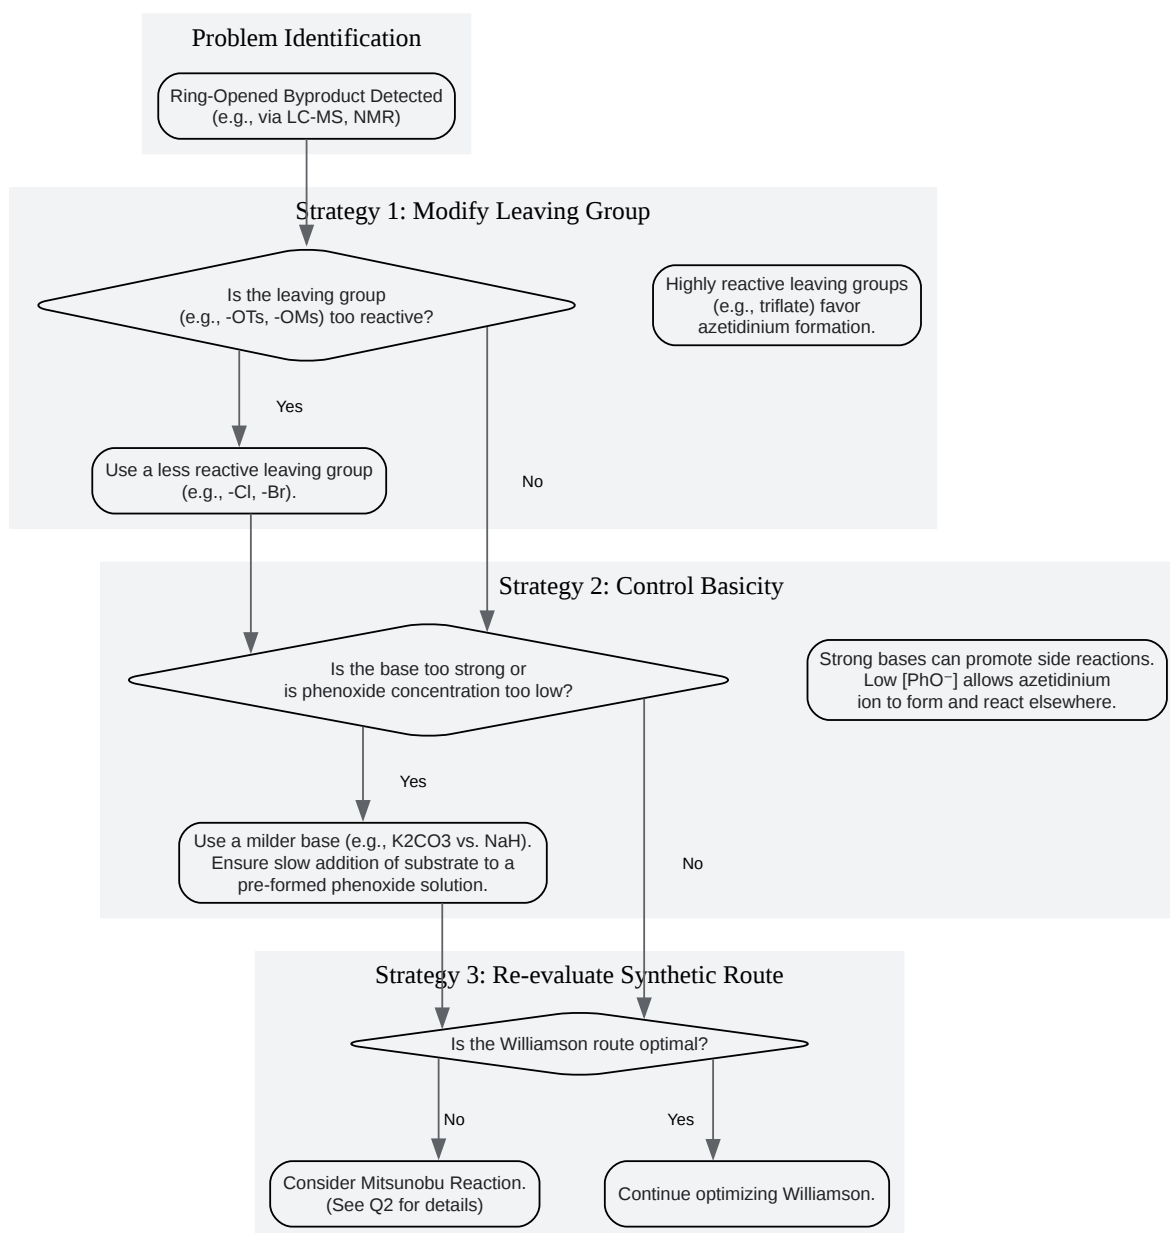 Problem Identification
Ring-Opened Byproduct Detected
(e.g., via LC-MS, NMR)
Strategy 1: Modify Leaving Group
Is the leaving group
(e.g., -OTs, -OMs) too reactive?
Highly reactive leaving groups
(e.g., triflate) favor
azetidinium formation.
Yes
Use a less reactive leaving group
(e.g., -Cl, -Br).
No
Strategy 2: Control Basicity
Is the base too strong or
is phenoxide concentration too low?
Strong bases can promote side reactions.
Low [PhO⁻] allows azetidinium
ion to form and react elsewhere.
Yes
Use a milder base (e.g., K2CO3 vs. NaH).
Ensure slow addition of substrate to a
pre-formed phenoxide solution.
No
Strategy 3: Re-evaluate Synthetic Route
Is the Williamson route optimal?
No
Yes
Consider Mitsunobu Reaction.
(See Q2 for details)
Continue optimizing Williamson.